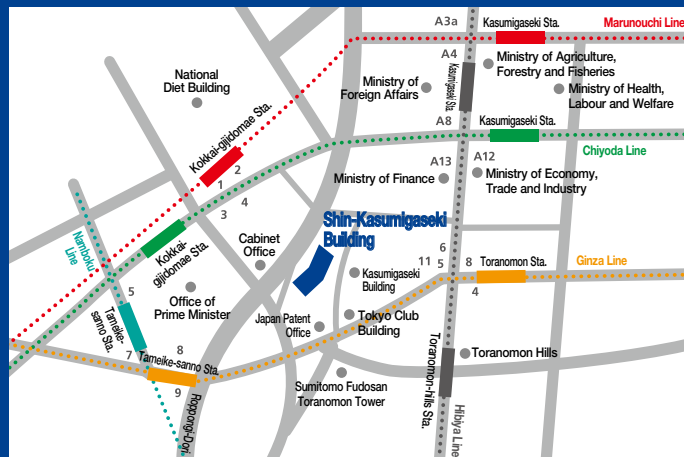 A3a
Kasumigaseki Sta.
Marunouchi Line
A4
Kasumigaseki Sta.
Ministry of Agriculture,
Forestry and Fisheries
National
Diet Building
Ministry of
Foreign Affairs
Ministry of Health,
Labour and Welfare
Kokkai-gijidomae Sta.
A8
Kasumigaseki Sta.
Chiyoda Line
2
1
4
3
A13
A12
Ministry of Finance
Ministry of Economy,
Trade and Industry
Namboku
Line
Shin-Kasumigaseki
Building
Kokkai-
gijidomae Sta.
Cabinet
Office
6
11
5
8
Toranomon Sta.
Ginza Line
4
Kasumigaseki
Building
5
Office of
Prime Minister
Tameike-
sanno Sta.
Japan Patent
Office
Tokyo Club
Building
7
8
Tameike-sanno Sta.
9
Toranomon Hills
Toranomon-hills Sta.
Sumitomo Fudosan
Toranomon Tower
Roppongi-Dori
Hibiya Line